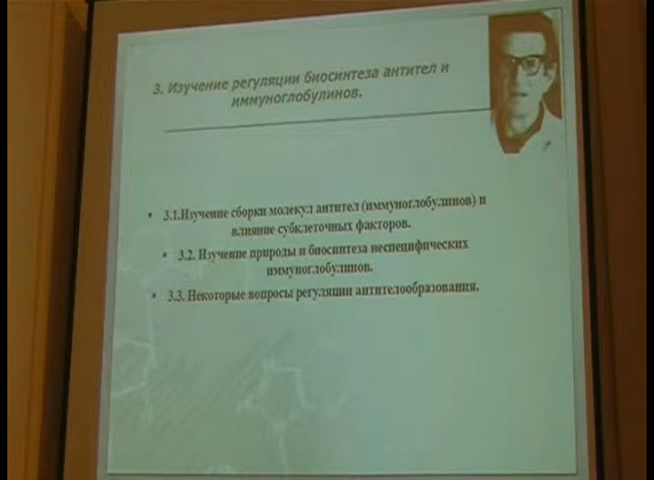 3. Изучение регуляции биосинтеза антител и
иммуноглобулинов.
• 3.1.Изучение сборки молекул антител (иммуноглобулинов) и
влияние субклеточных факторов.
• 3.2. Изучение природы и биосинтеза неспецифических
иммуноглобулинов.
• 3.3. Некоторые вопросы регуляции антителообразования.